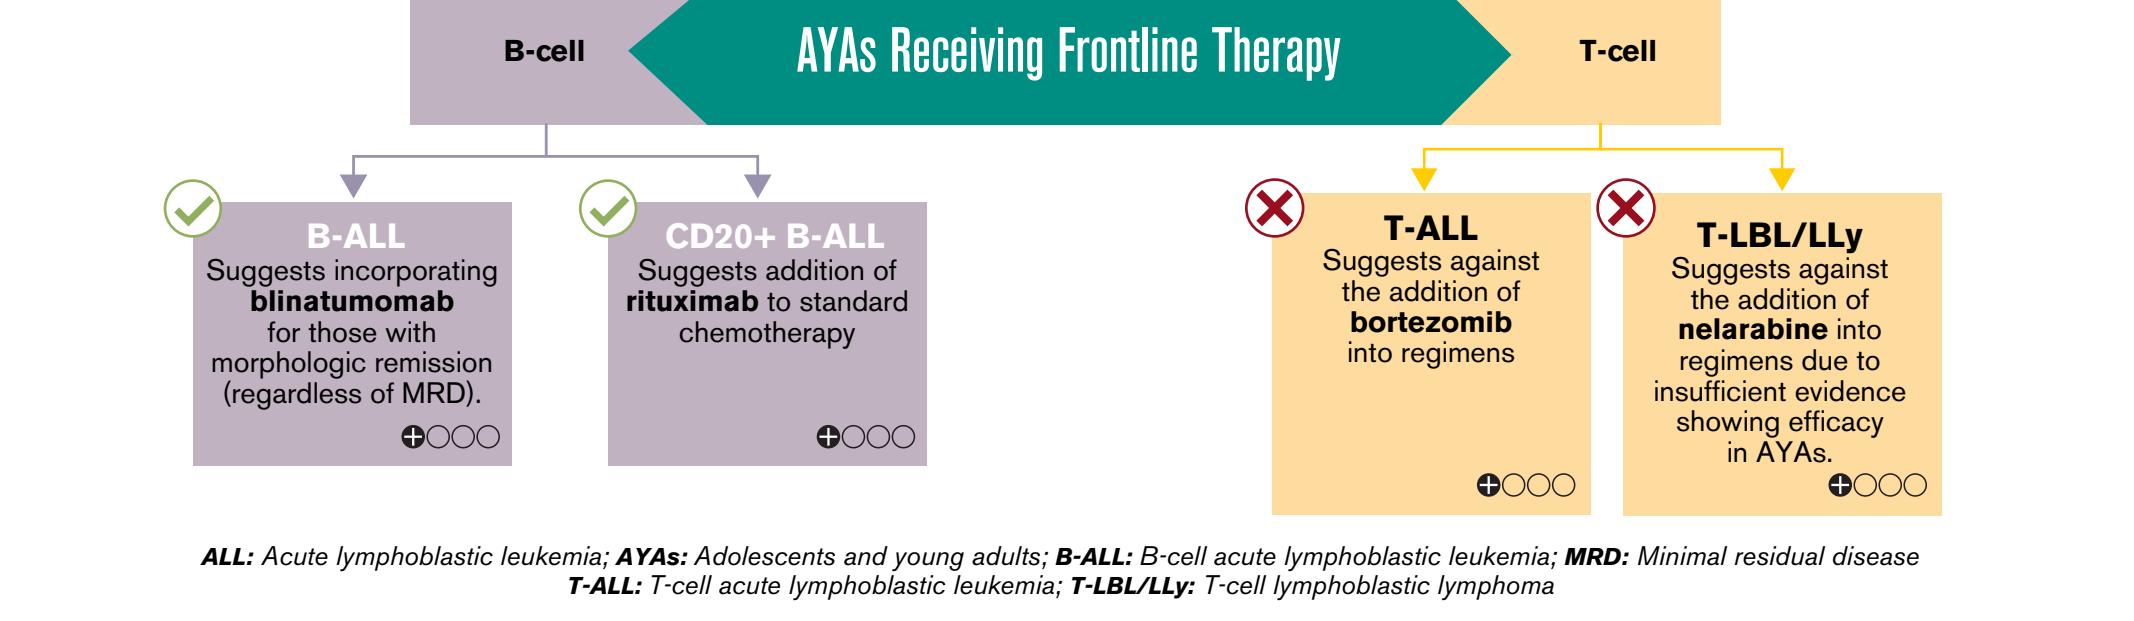 B-cell
AYAs Receiving Frontline Therapy
T-cell
B-ALL
Suggests incorporating
blinatumomab
for those with
morphologic remission
(regardless of MRD).
CD20+ B-ALL
Suggests addition of
rituximab to standard
chemotherapy
T-ALL
Suggests against
the addition of
bortezomib
into regimens
T-LBL/LLy
Suggests against
the addition of
nelarabine into
regimens due to
insufficient evidence
showing efficacy
in AYAs.
ALL: Acute lymphoblastic leukemia; AYAs: Adolescents and young adults; B-ALL: B-cell acute lymphoblastic leukemia; MRD: Minimal residual disease
T-ALL: T-cell acute lymphoblastic leukemia; T-LBL/LLy: T-cell lymphoblastic lymphoma